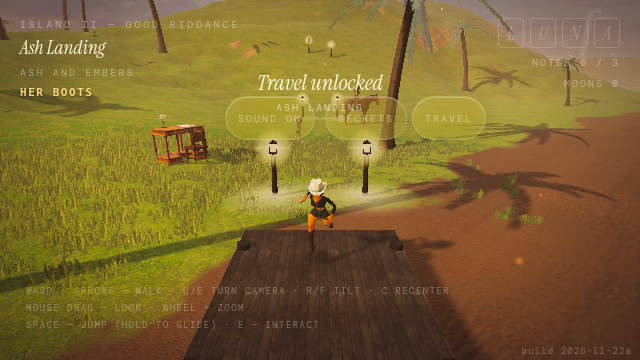 ISLAND II — GOOD RIDDANCE
Ash Landing
ASH AND EMBERS
HER BOOTS
LUNA
NOTES 0 / 3
MOONS 0
Travel unlocked
ASH LANDING
SOUND ON
SECRETS
TRAVEL
WASD / ARROWS — WALK · Q/E TURN CAMERA · R/F TILT · C RECENTER
MOUSE DRAG — LOOK · WHEEL — ZOOM
SPACE — JUMP (HOLD TO GLIDE) · E — INTERACT
build 2026-11-22a